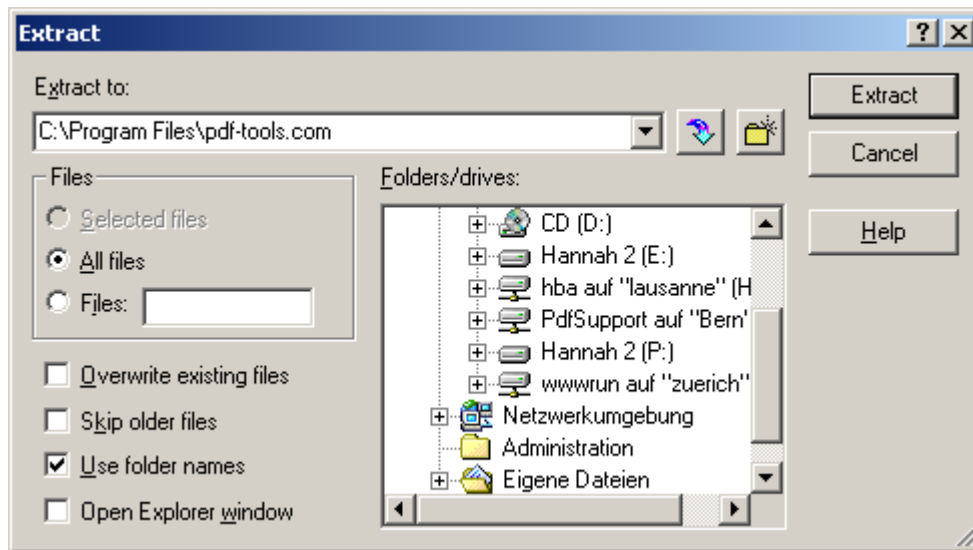 Extract
Extract to:
Extract
C:\Program Files\pdf-tools.com
Cancel
Files
Folders/drives:
Selected files
All files
Files:
CD (D:)
Hannah 2 (E:)
hba auf "lausanne" (H
PdfSupport auf "Bern"
Hannah 2 (P:)
wwwrun auf "zuerich"
Netzwerkumgebung
Administration
Eigene Dateien
Help
Overwrite existing files
Skip older files
Use folder names
Open Explorer window